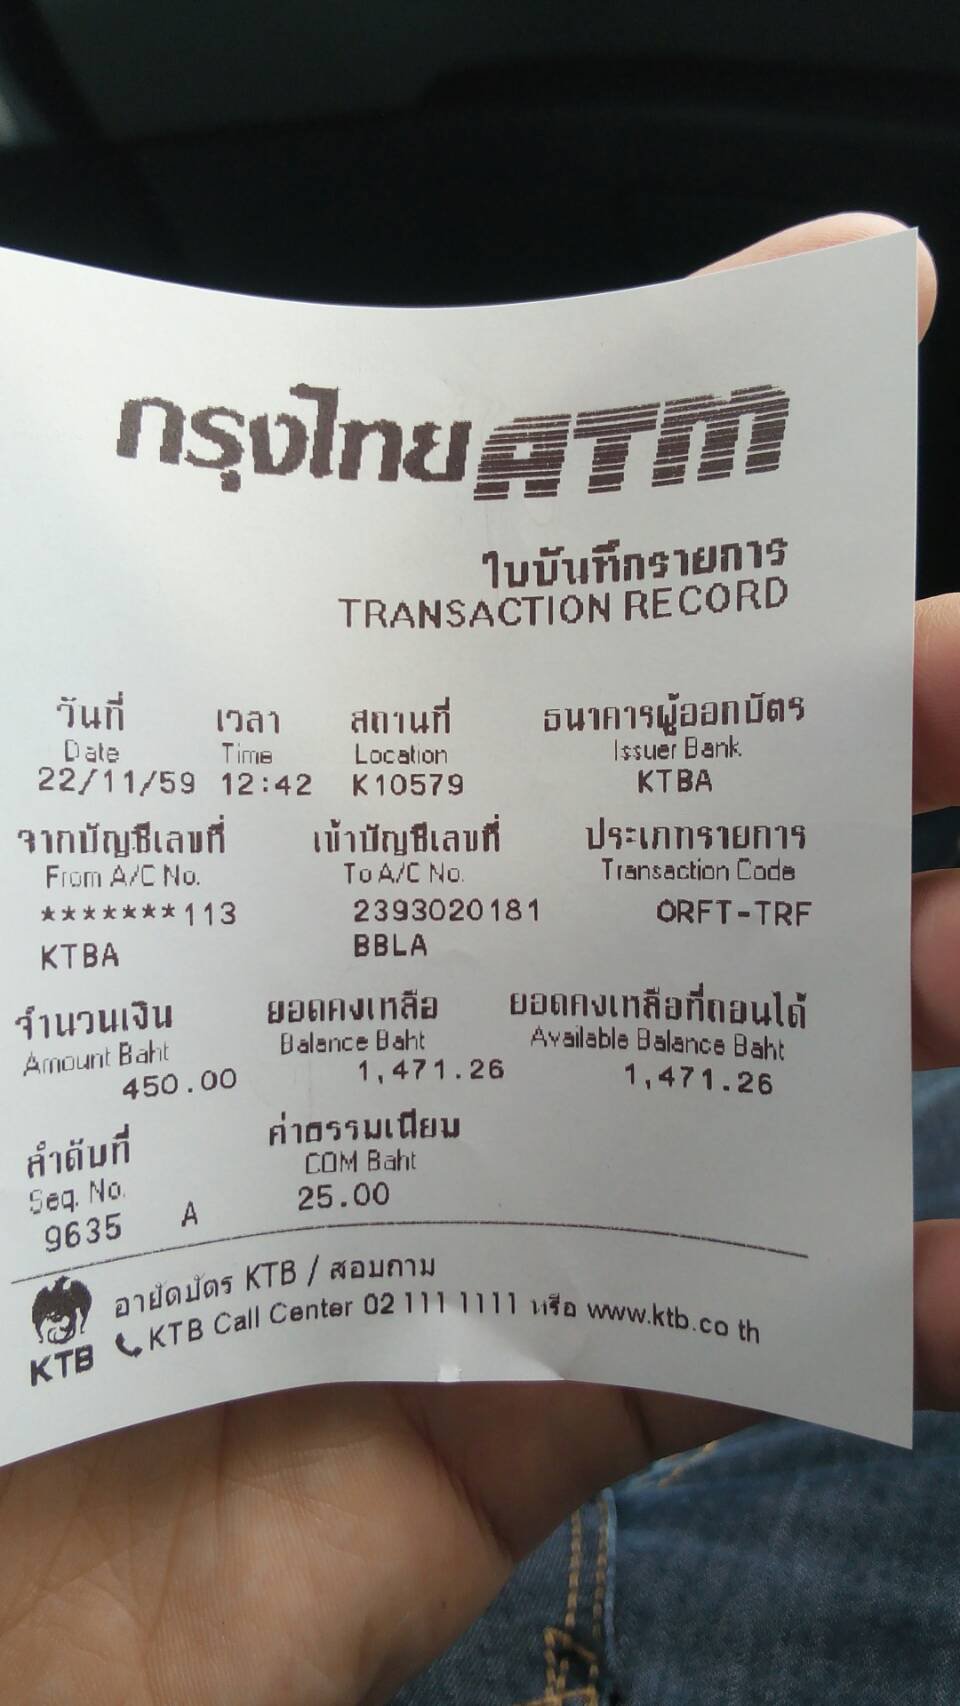 กรุงไทย ATM
ใบบันทึกรายการ
TRANSACTION RECORD
วันที่ เวลา สถานที่ ธนาคารผู้ออกบัตร
Date Time Location Issuer Bank
22/11/59 12:42 K10579 KTBA
จากบัญชีเลขที่ เข้าบัญชีเลขที่ ประเภทรายการ
From A/C No. To A/C No. Transaction Code
*******113 2393020181 ORFT-TRF
KTBA BBLA
จำนวนเงิน ยอดคงเหลือ ยอดคงเหลือที่ถอนได้
Amount Baht Balance Baht Available Balance Baht
450.00 1,471.26 1,471.26
ลำดับที่ ค่าธรรมเนียม
Seq. No. COM Baht
9635 A 25.00
อายัดบัตร KTB / สอบถาม
KTB KTB Call Center 02 111 1111 หรือ www.ktb.co th